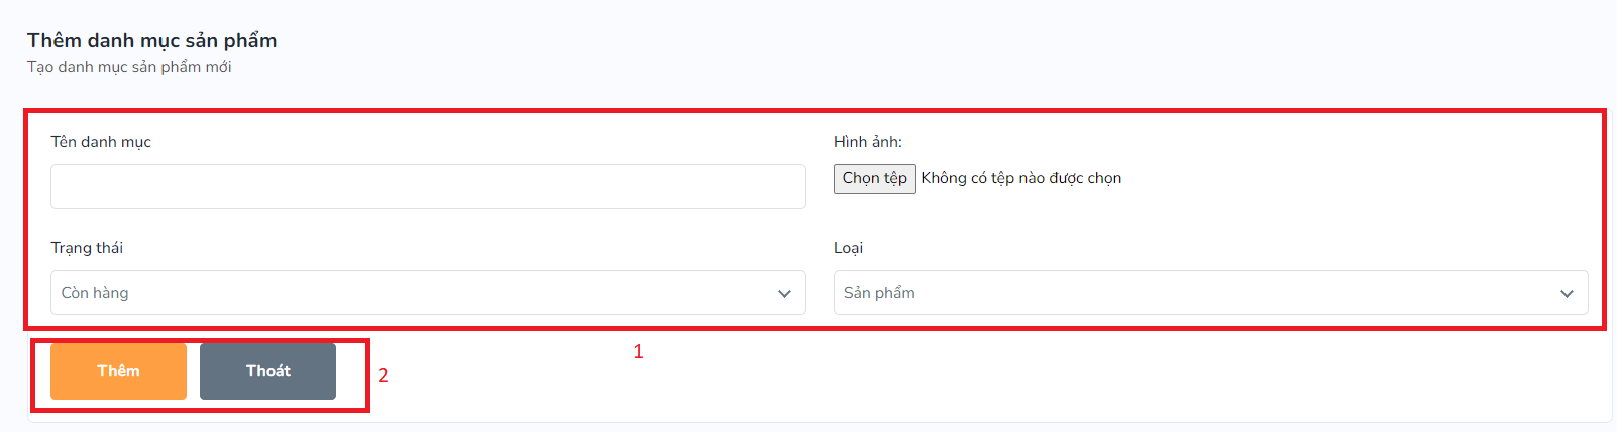 Thêm danh mục sản phẩm
Tạo danh mục sản phẩm mới
Tên danh mục
Hình ảnh:
Chọn tệp Không có tệp nào được chọn
Trạng thái
Loại
Còn hàng
Sản phẩm
1
Thêm
Thoát
2